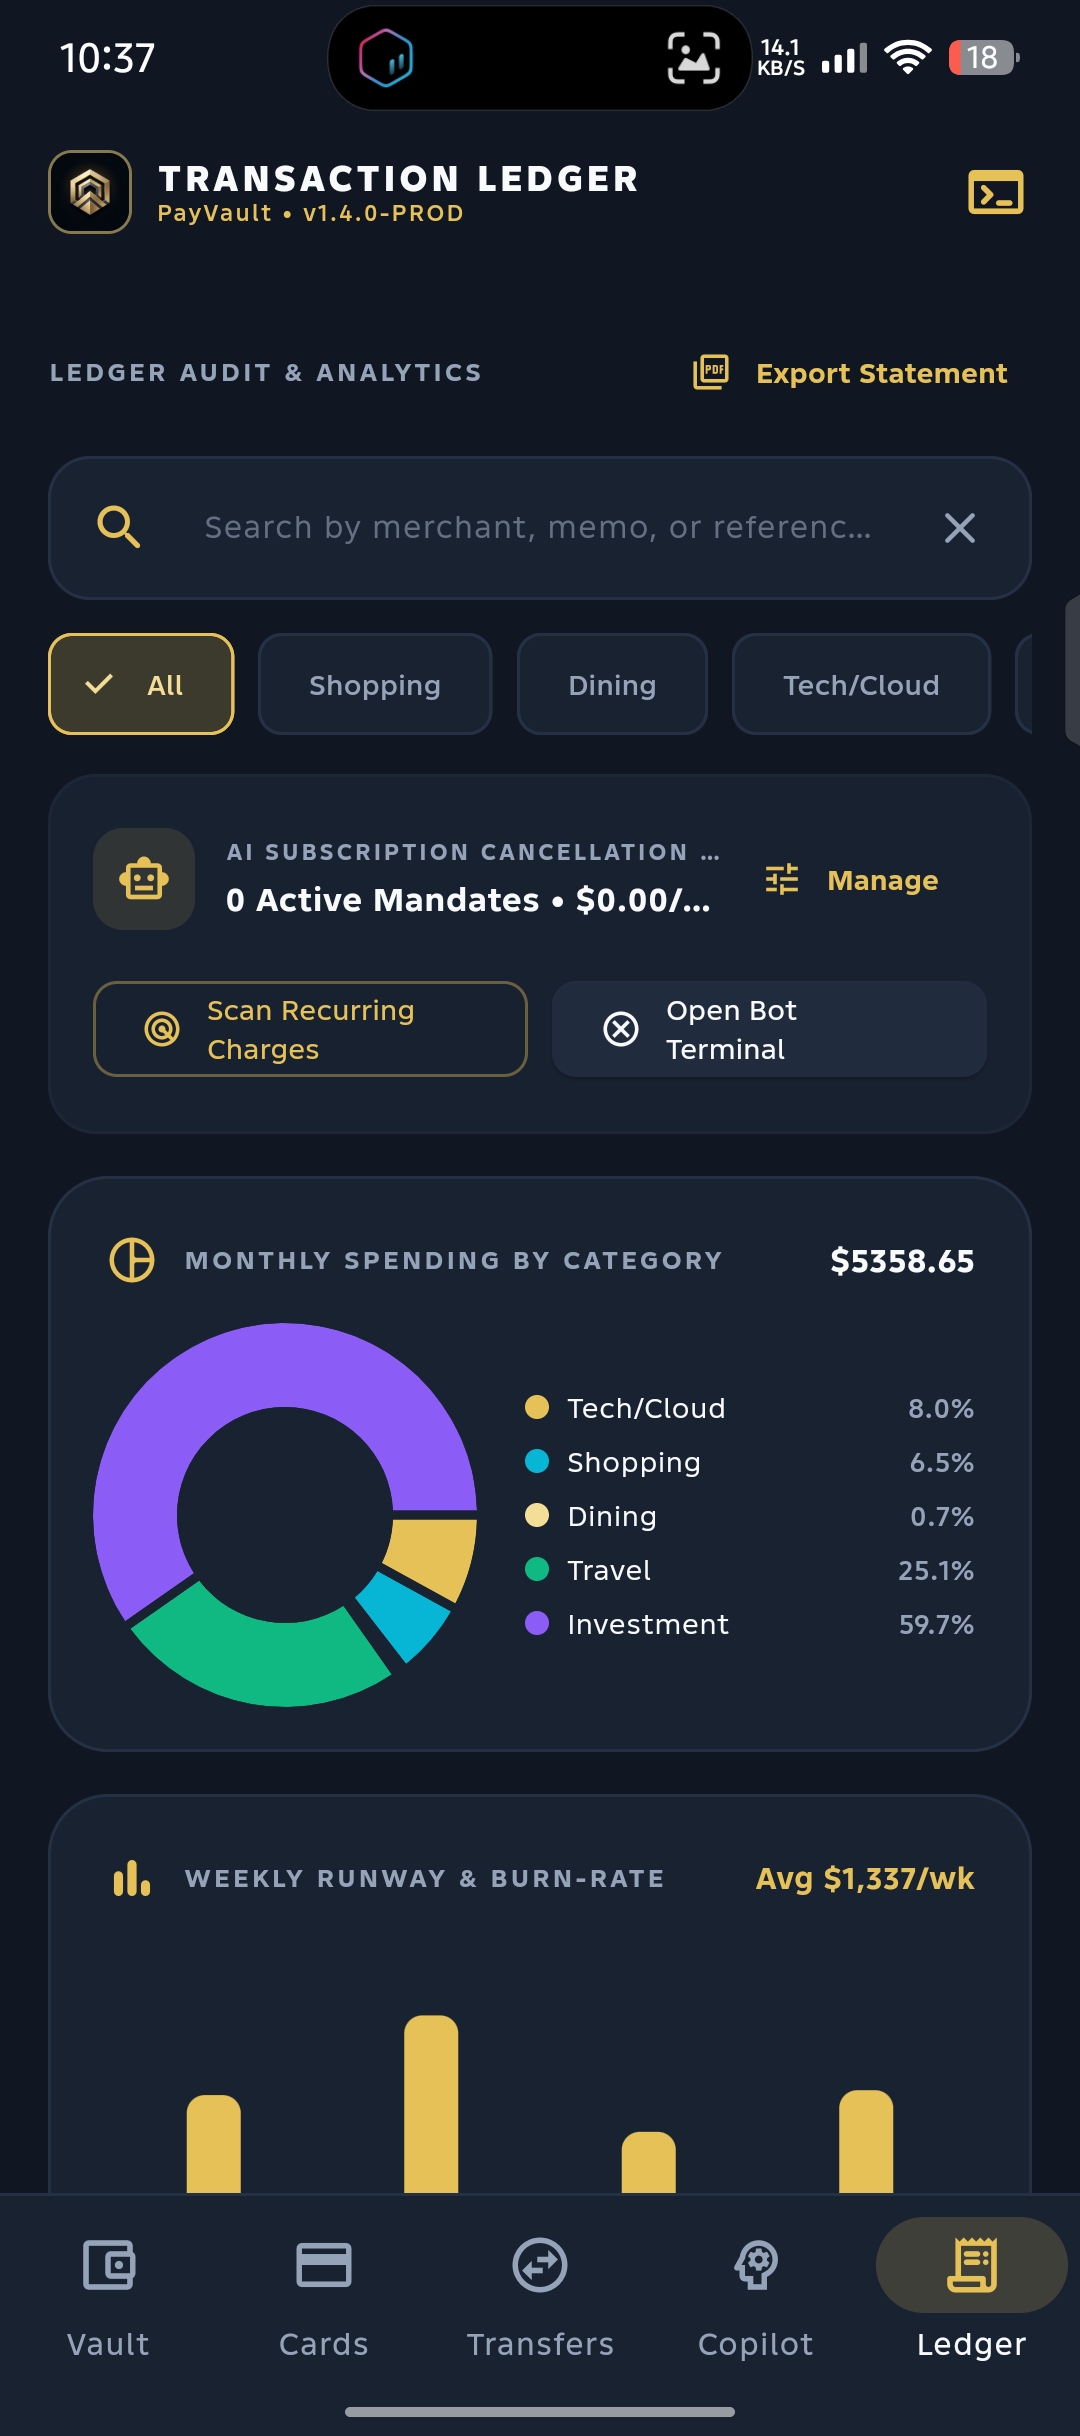 10:37
14.1
KB/S
18
TRANSACTION LEDGER
PayVault • v1.4.0-PROD
LEDGER AUDIT & ANALYTICS
PDF
Export Statement
Search by merchant, memo, or referenc...
All
Shopping
Dining
Tech/Cloud
AI SUBSCRIPTION CANCELLATION ...
0 Active Mandates • $0.00/...
Manage
Scan Recurring
Charges
Open Bot
Terminal
MONTHLY SPENDING BY CATEGORY
$5358.65
Tech/Cloud 8.0%
Shopping 6.5%
Dining 0.7%
Travel 25.1%
Investment 59.7%
WEEKLY RUNWAY & BURN-RATE
Avg $1,337/wk
Vault
Cards
Transfers
Copilot
Ledger